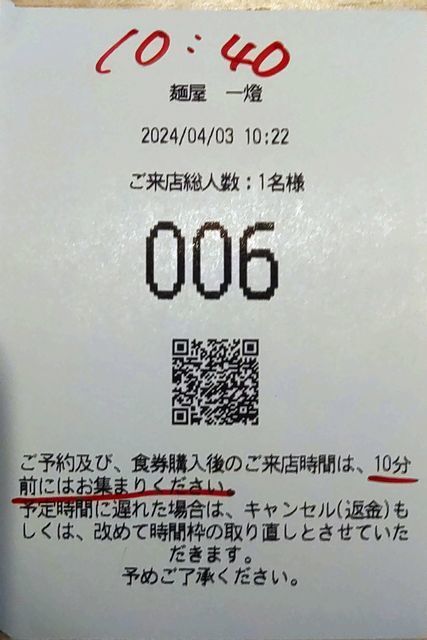 10:40
麺屋 一燈
2024/04/03 10:22
ご来店総人数:1名様
006
ご予約及び、食券購入後のご来店時間は、10分
前にはお集まりください。
予定時間に遅れた場合は、キャンセル(返金)も
しくは、改めて時間枠の取り直しとさせていた
だきます。
予めご了承ください。